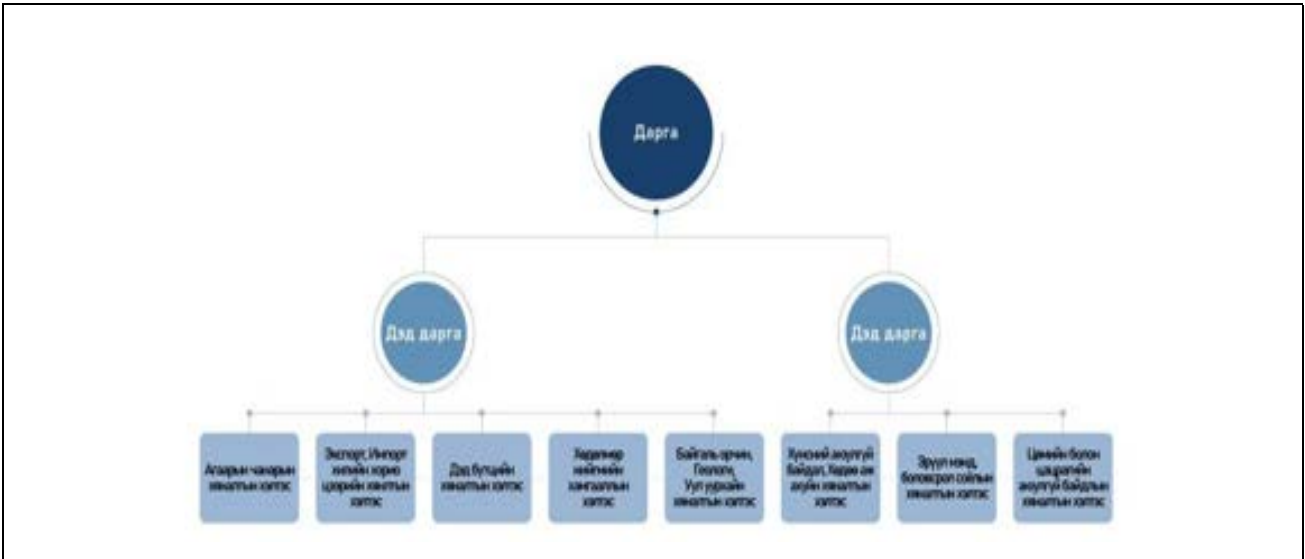 Дарга
Дэд дарга
Дэд дарга
Агаарын чанарын
хяналтын хэлтэс
Экспорт, Импорт
хилийн хорио
цээрийн хяналтын хэлтэс
Дэд бүтцийн
хяналтын хэлтэс
Хөдөлмөр
нийгмийн
хамгааллын
хэлтэс
Байгаль орчин,
Геологи,
Уул уурхайн
хяналтын хэлтэс
Хүнсний аюулгүй
байдал, Хөдөө аж
ахуйн хяналтын
хэлтэс
Эрүүл мэнд,
боловсрол соёлын
хяналтын хэлтэс
Цөмийн болон
цацрагийн
аюулгүй байдлын
хяналтын хэлтэс